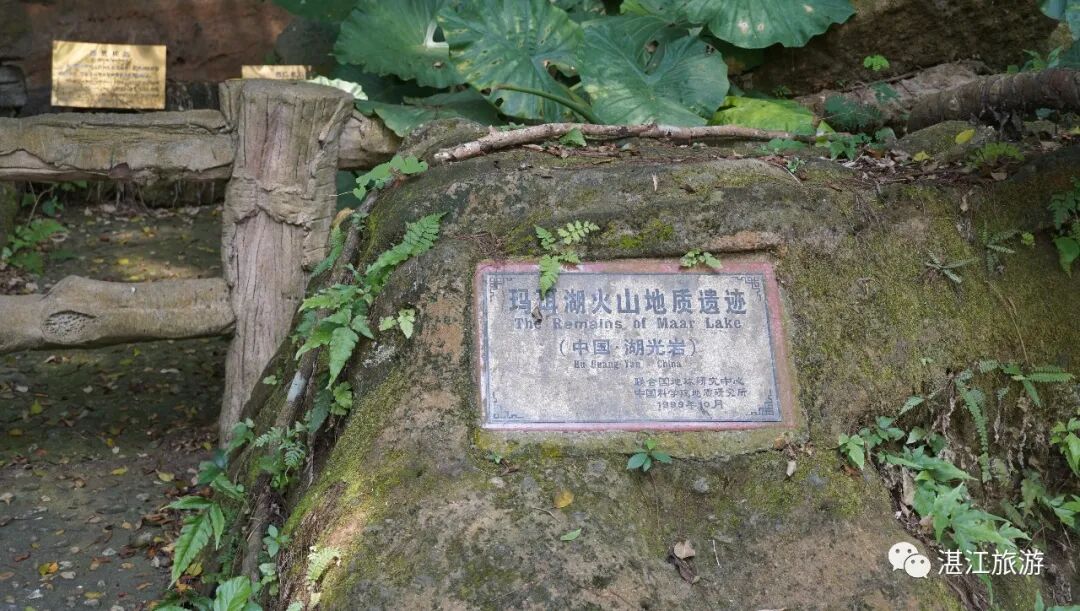 玛珥湖火山地质遗迹
The Remains of Maar Lake
（中国·湖光岩）
Hu Guang Yan · China
联合国地球研究中心
中国科学院地质研究所
1999年10月
湛江旅游